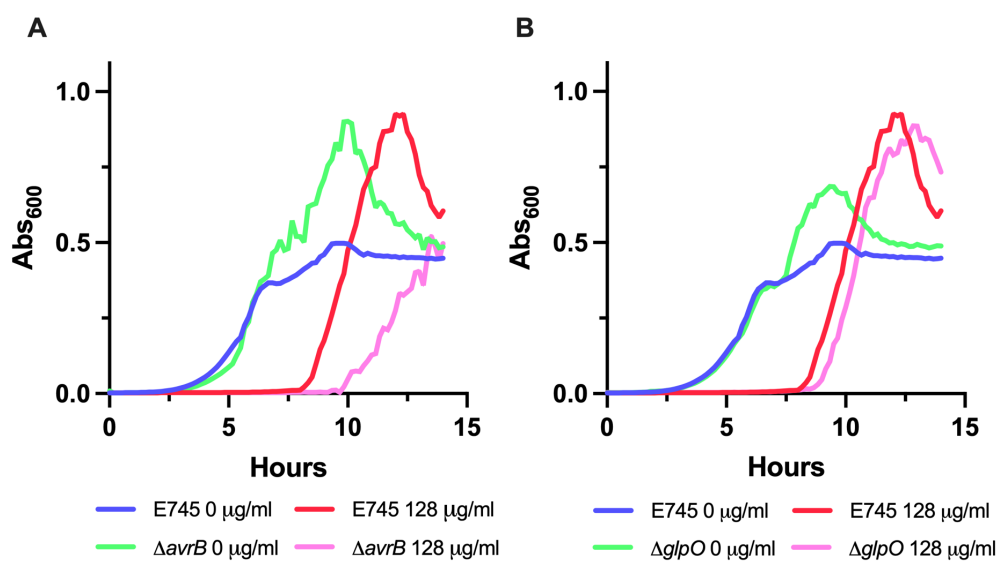 A
1.0
0.5
0.0
Abs600
0 5 10 15
Hours
E745 0 μg/ml E745 128 μg/ml
ΔavrB 0 μg/ml ΔavrB 128 μg/ml
B
1.0
0.5
0.0
Abs600
0 5 10 15
Hours
E745 0 μg/ml E745 128 μg/ml
ΔglpO 0 μg/ml ΔglpO 128 μg/ml